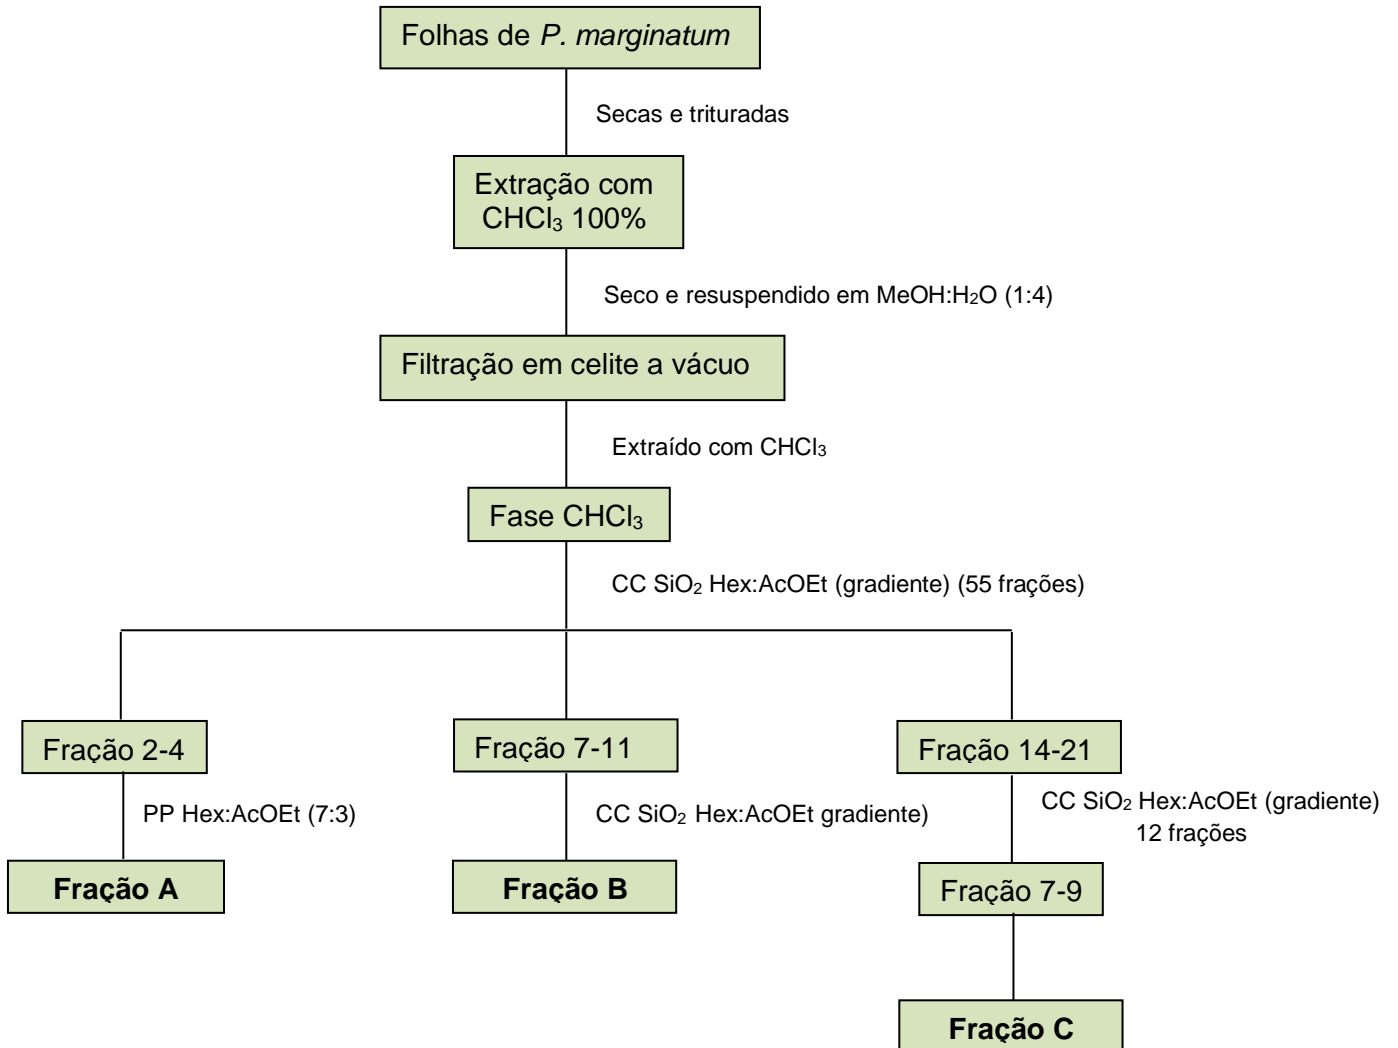 Folhas de P. marginatum
Secas e trituradas
Extração com
CHCl₃ 100%
Seco e resuspendido em MeOH:H₂O (1:4)
Filtração em celite a vácuo
Extraído com CHCl₃
Fase CHCl₃
CC SiO₂ Hex:AcOEt (gradiente) (55 frações)
Fração 2-4
Fração 7-11
Fração 14-21
PP Hex:AcOEt (7:3)
CC SiO₂ Hex:AcOEt gradiente)
CC SiO₂ Hex:AcOEt (gradiente)
12 frações
Fração A
Fração B
Fração 7-9
Fração C